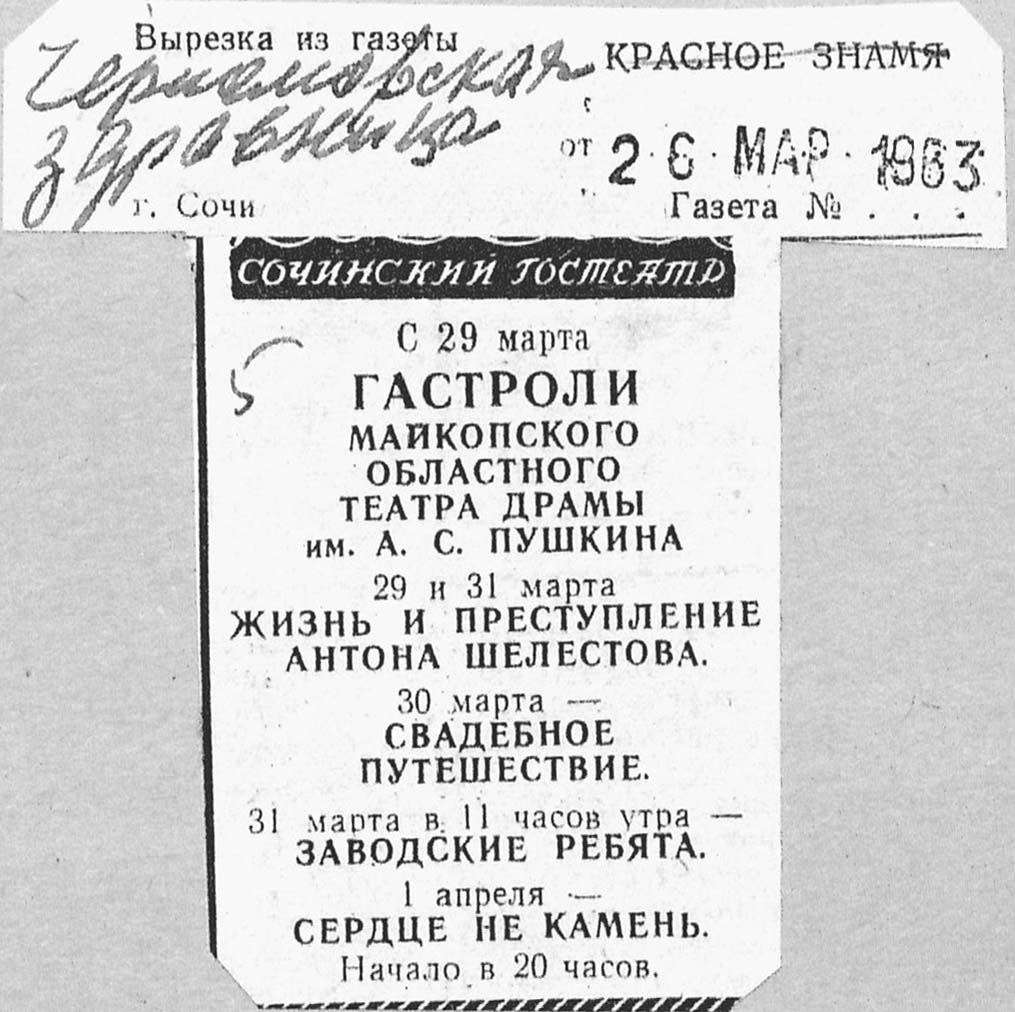 Вырезка из газеты
КРАСНОЕ ЗНАМЯ
Черноморская
здравница
от 26 МАР 1963
г. Сочи
Газета № . . .
СОЧИНСКИЙ ГОСТЕАТР
5
С 29 марта
ГАСТРОЛИ
МАЙКОПСКОГО
ОБЛАСТНОГО
ТЕАТРА ДРАМЫ
им. А. С. ПУШКИНА
29 и 31 марта
ЖИЗНЬ И ПРЕСТУПЛЕНИЕ
АНТОНА ШЕЛЕСТОВА.
30 марта —
СВАДЕБНОЕ
ПУТЕШЕСТВИЕ.
31 марта в 11 часов утра —
ЗАВОДСКИЕ РЕБЯТА.
1 апреля —
СЕРДЦЕ НЕ КАМЕНЬ.
Начало в 20 часов.